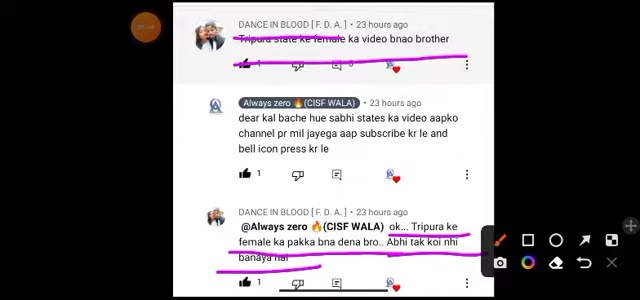 DANCE IN BLOOD [ F. D. A. ] • 23 hours ago
Tripura state ke female ka video bnao brother
1
5
Always zero 🔥(CISF WALA) • 23 hours ago
dear kal bache hue sabhi states ka video aapko
channel pr mil jayega aap subscribe kr le and
bell icon press kr le
1
DANCE IN BLOOD [ F. D. A. ] • 23 hours ago
@Always zero 🔥(CISF WALA) ok... Tripura ke
female ka pakka bna dena bro.. Abhi tak koi nhi
banaya hai
1